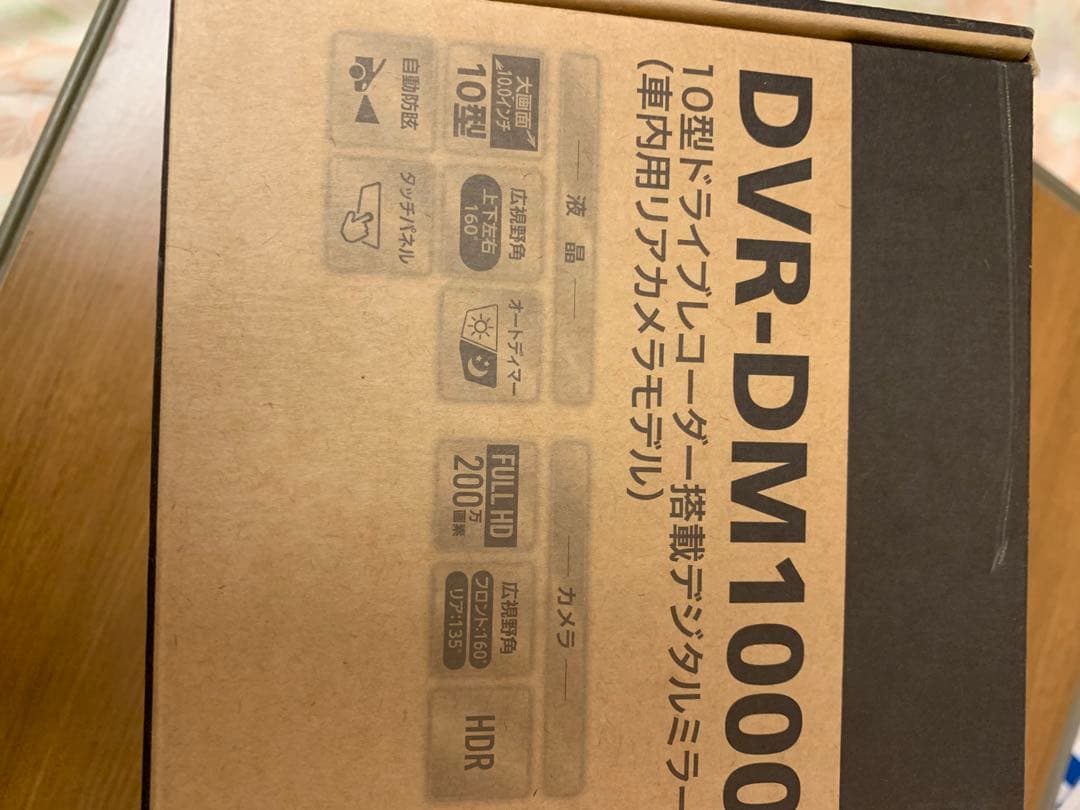 DVR-DM1000
10型ドライブレコーダー搭載デジタルミラー
(車内用リアカメラモデル)
液晶
大画面
10.0インチ
10型
広視野角
上下左右
160°
オートディマー
自動防眩
タッチパネル
カメラ
FULL HD
200万画素
広視野角
フロント:160°
リア:135°
HDR